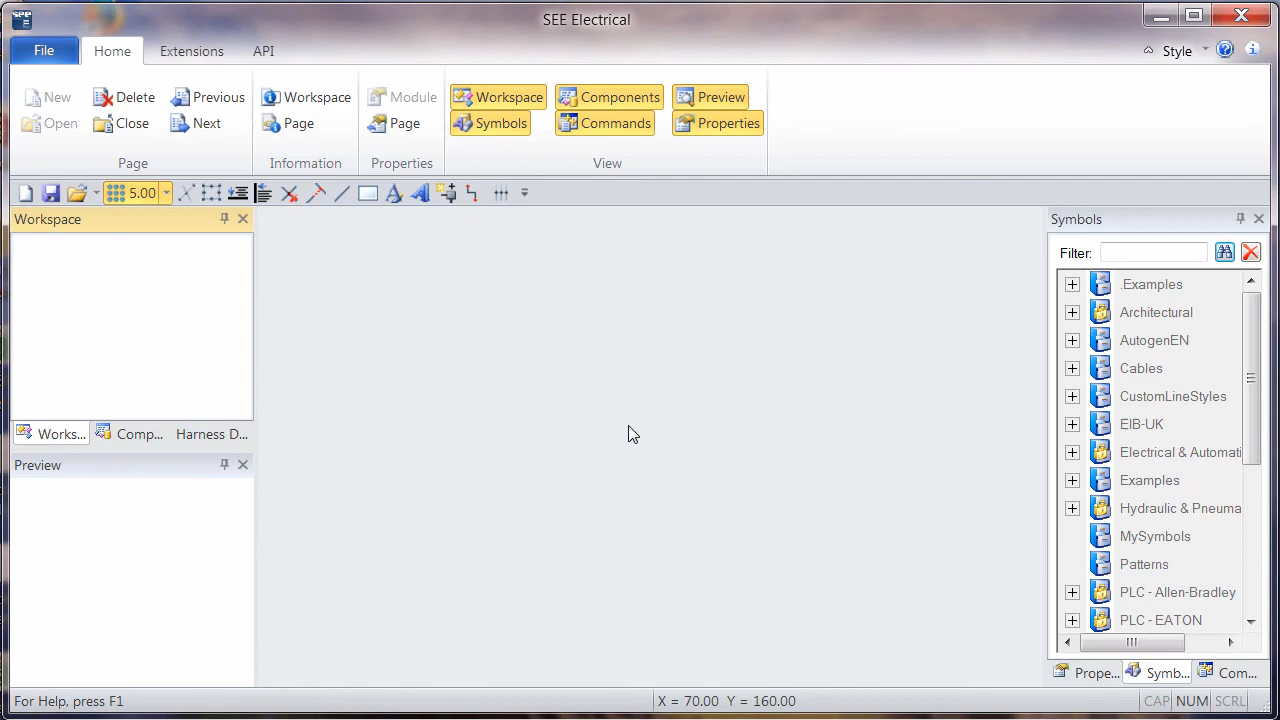 see
E
SEE Electrical
File Home Extensions API Style
New Delete Previous Workspace Module Workspace Components Preview
Open Close Next Page Page Symbols Commands Properties
Page Information Properties View
5.00
Workspace
Symbols
Filter:
.Examples
Architectural
AutogenEN
Cables
CustomLineStyles
EIB-UK
Electrical & Automati
Examples
Hydraulic & Pneuma
MySymbols
Patterns
PLC - Allen-Bradley
PLC - EATON
Works... Comp... Harness D...
Preview
Prope... Symb... Com...
For Help, press F1 X = 70.00 Y = 160.00 CAP NUM SCRL